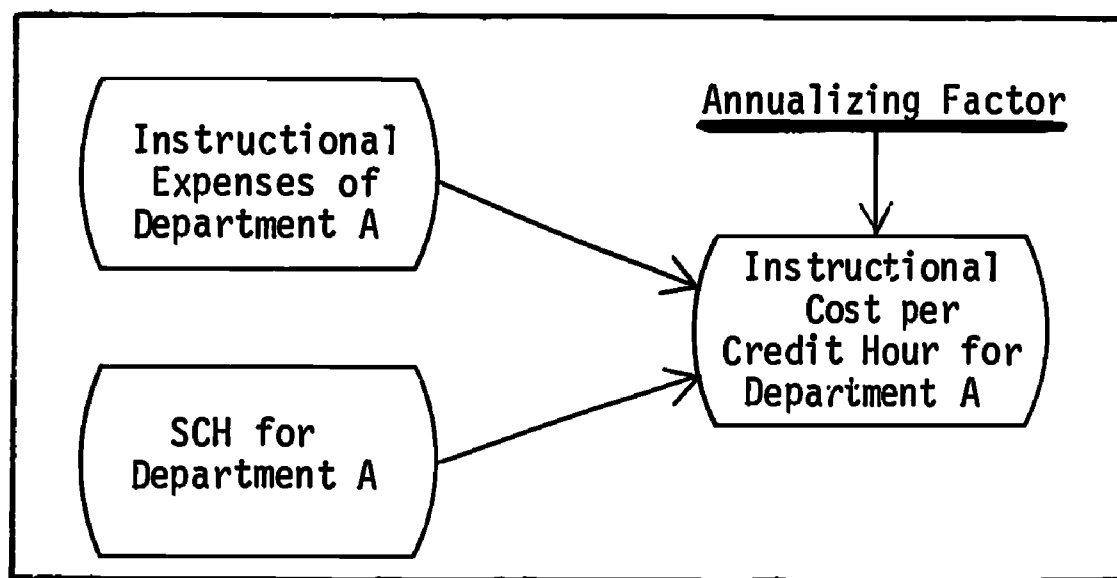 Instructional
Expenses of
Department A
Annualizing Factor
Instructional
Cost per
Credit Hour for
Department A
SCH for
Department A